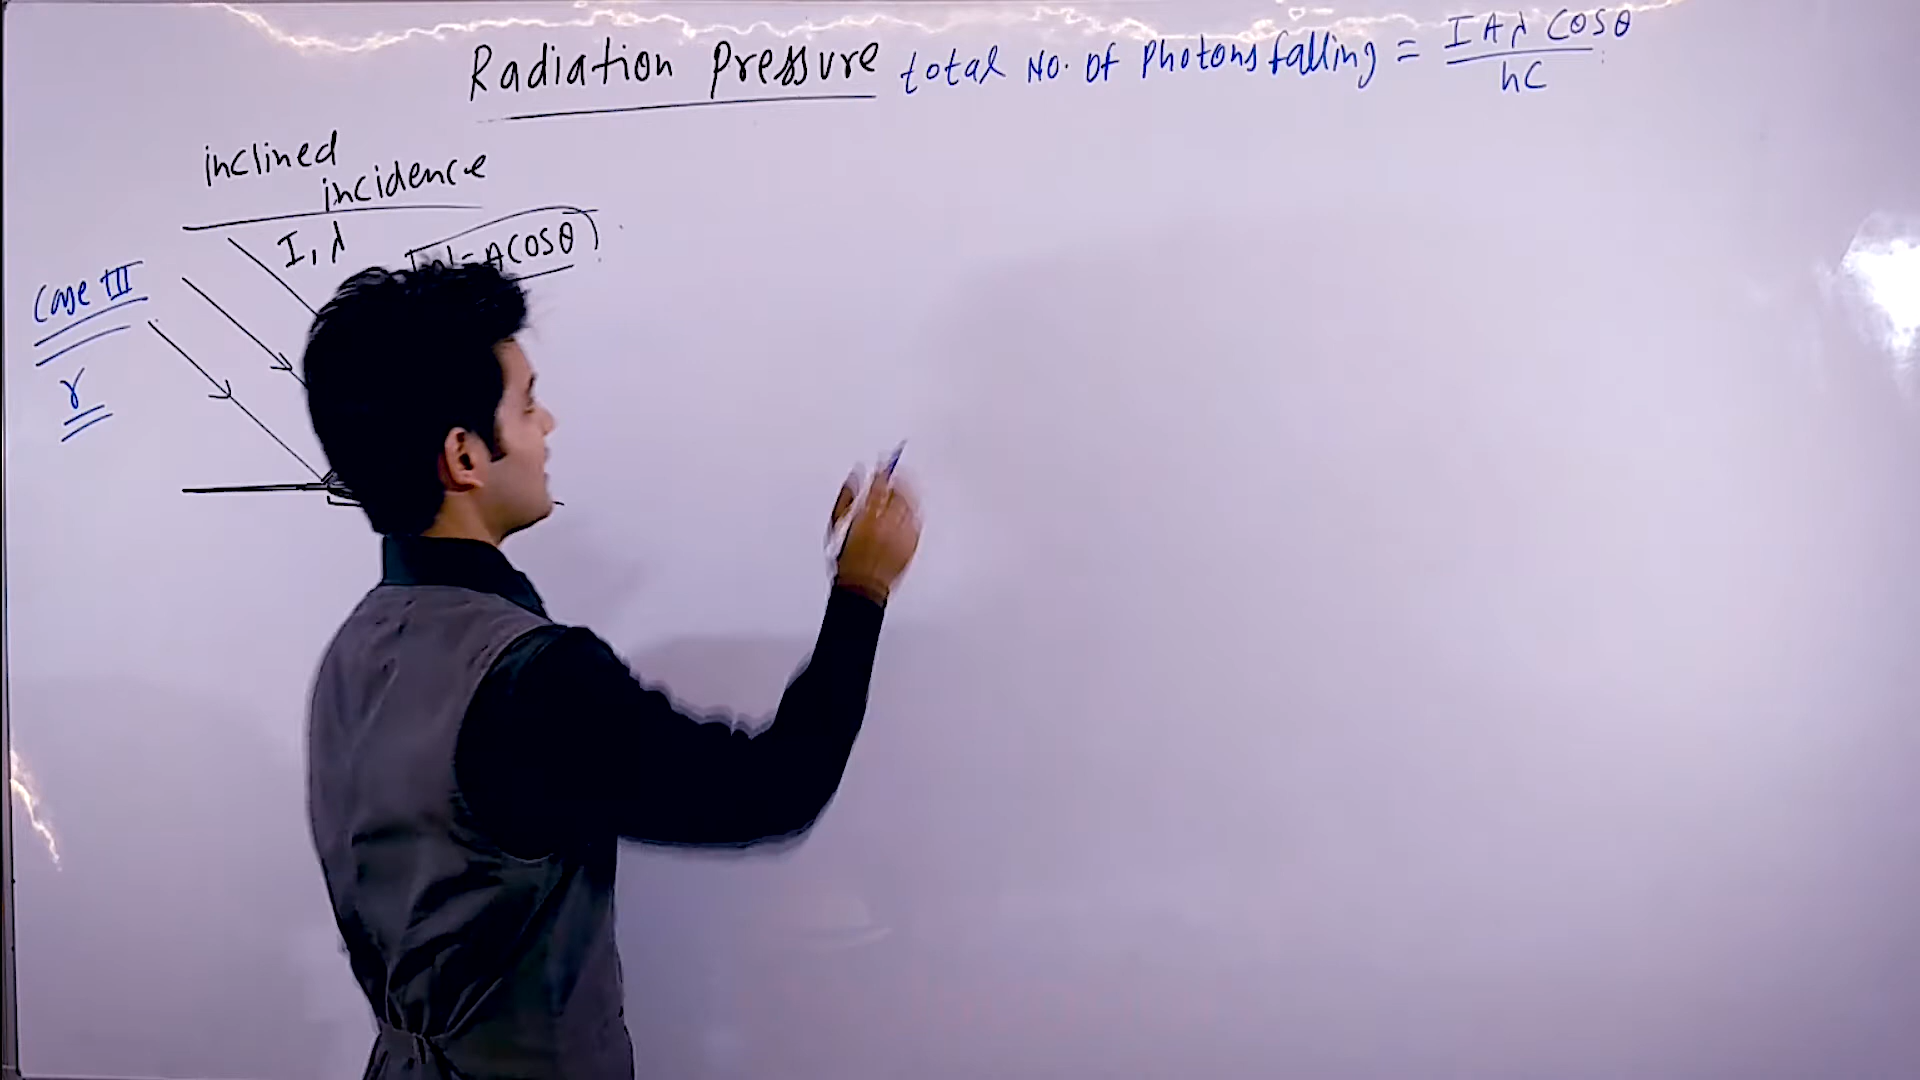 Radiation Pressure total No. of Photons falling = IAλ COSθ / hC
inclined
incidence
I, λ
A COSθ
Case III
r